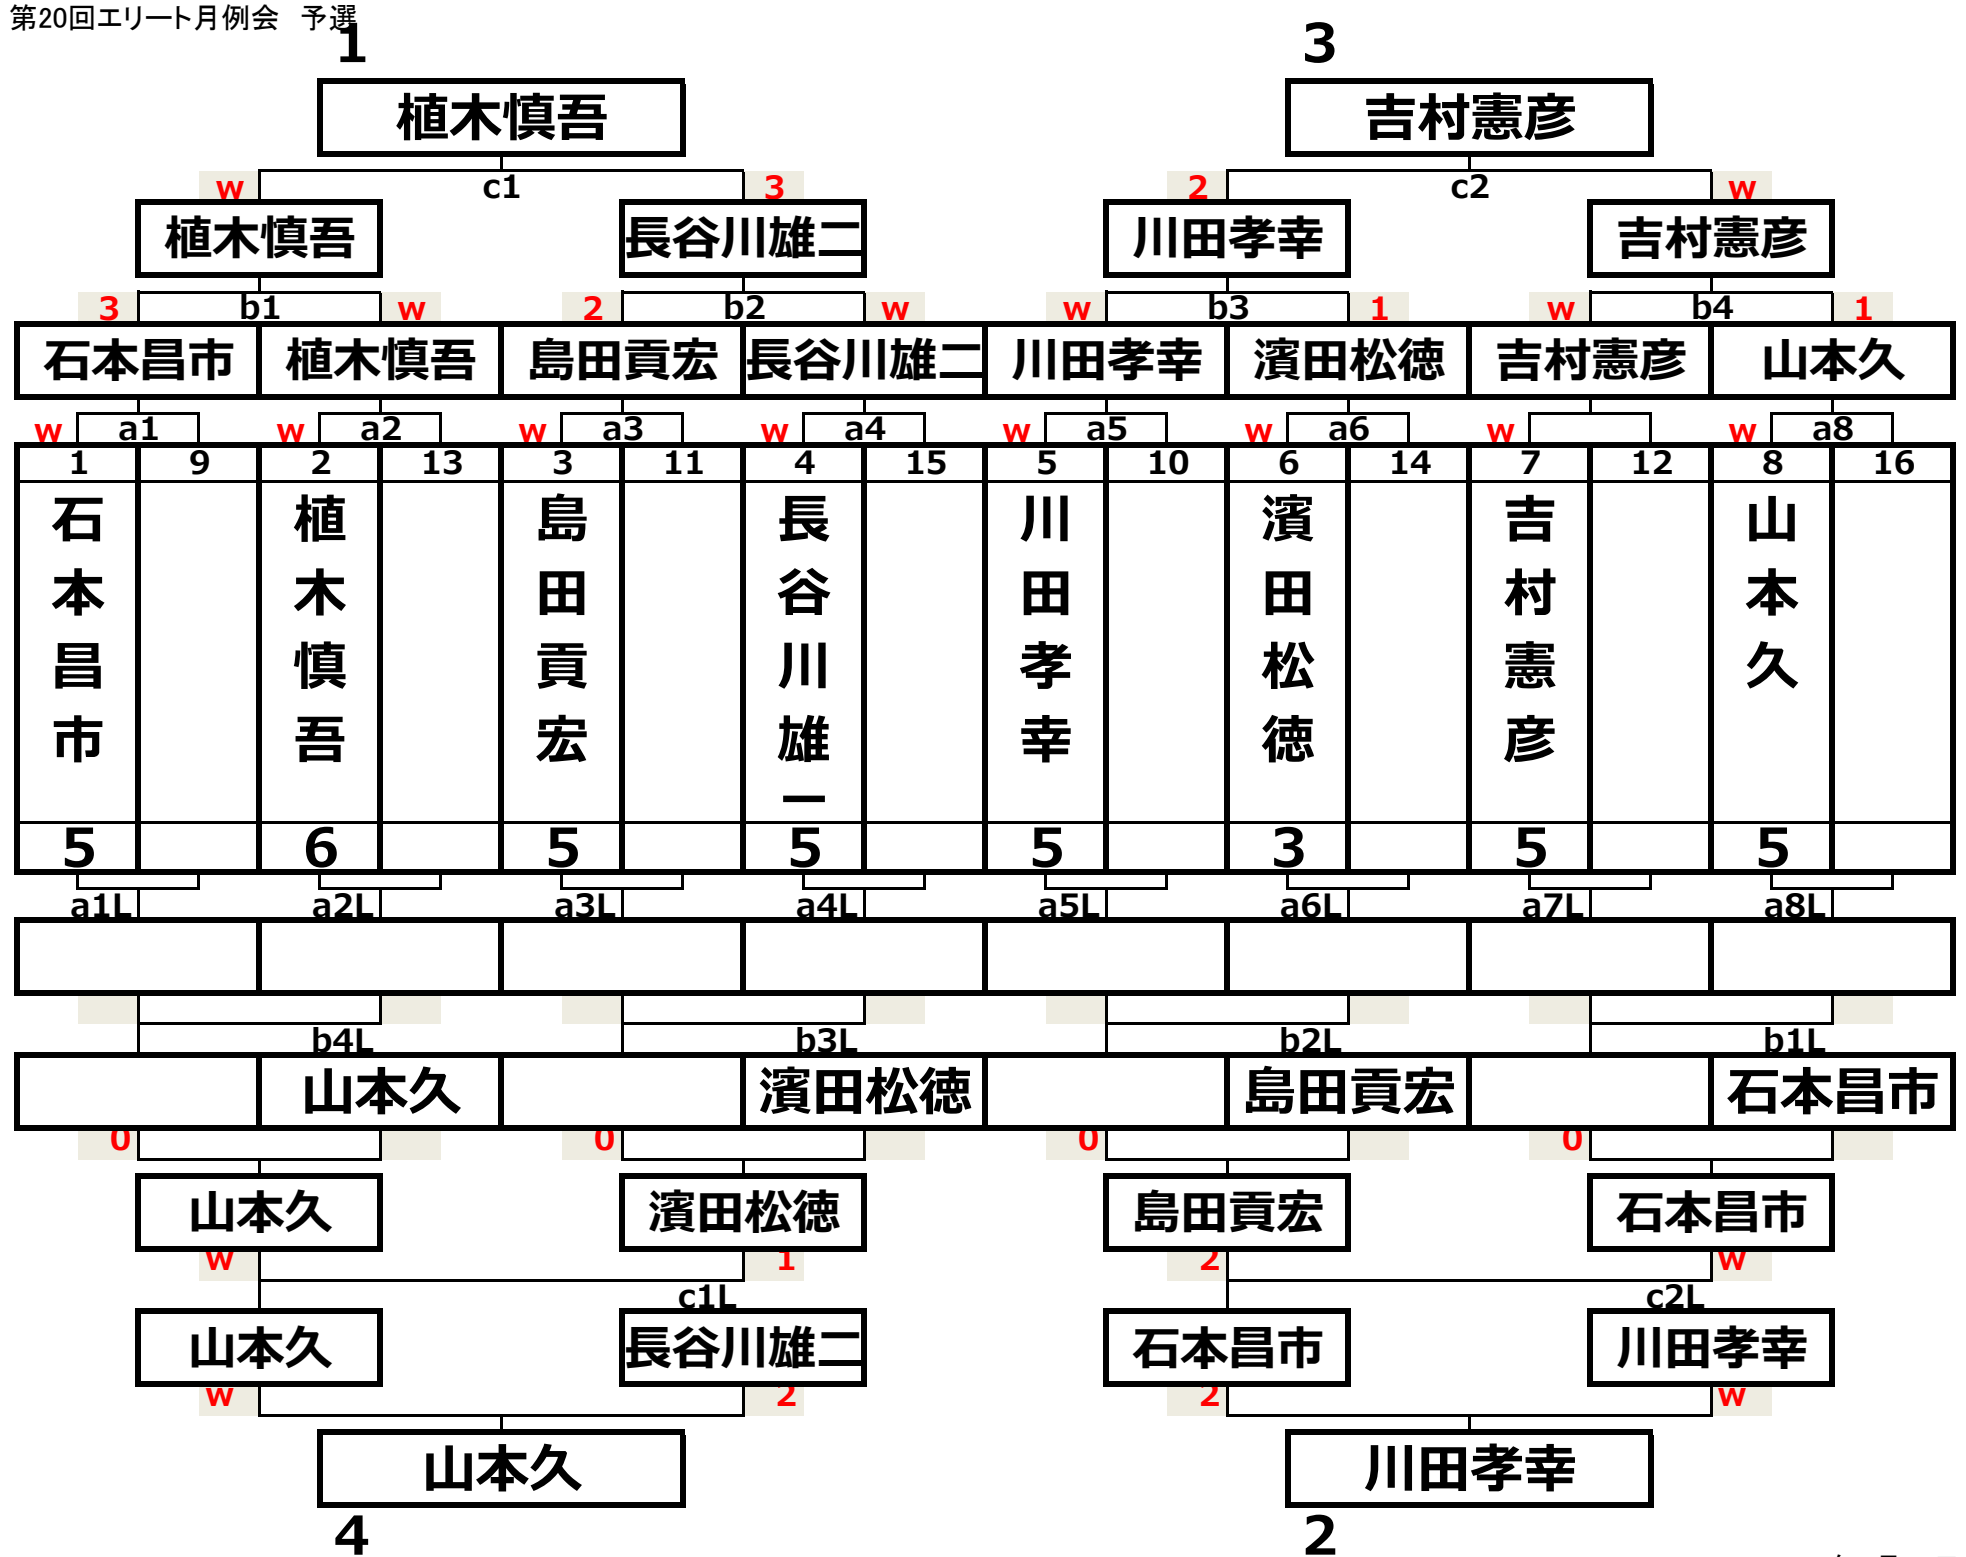 第20回エリート月例会 予選
1 3
植木慎吾 吉村憲彦
w c1 3 2 c2 w
植木慎吾 長谷川雄二 川田孝幸 吉村憲彦
3 b1 w 2 b2 w w b3 1 w b4 1
石本昌市 植木慎吾 島田貢宏 長谷川雄二 川田孝幸 濱田松徳 吉村憲彦 山本久
w a1 w a2 w a3 w a4 w a5 w a6 w w a8
1 9 2 13 3 11 4 15 5 10 6 14 7 12 8 16
石本昌市 植木慎吾 島田貢宏 長谷川雄 川田孝幸 濱田松徳 吉村憲彦 山本久
5 6 5 5 5 3 5 5
a1L a2L a3L a4L a5L a6L a7L a8L
b4L b3L b2L b1L
山本久 濱田松徳 島田貢宏 石本昌市
0 0 0 0
山本久 濱田松徳 島田貢宏 石本昌市
w 1 2 w
c1L c2L
山本久 長谷川雄二 石本昌市 川田孝幸
w 2 2 w
山本久 川田孝幸
4 2